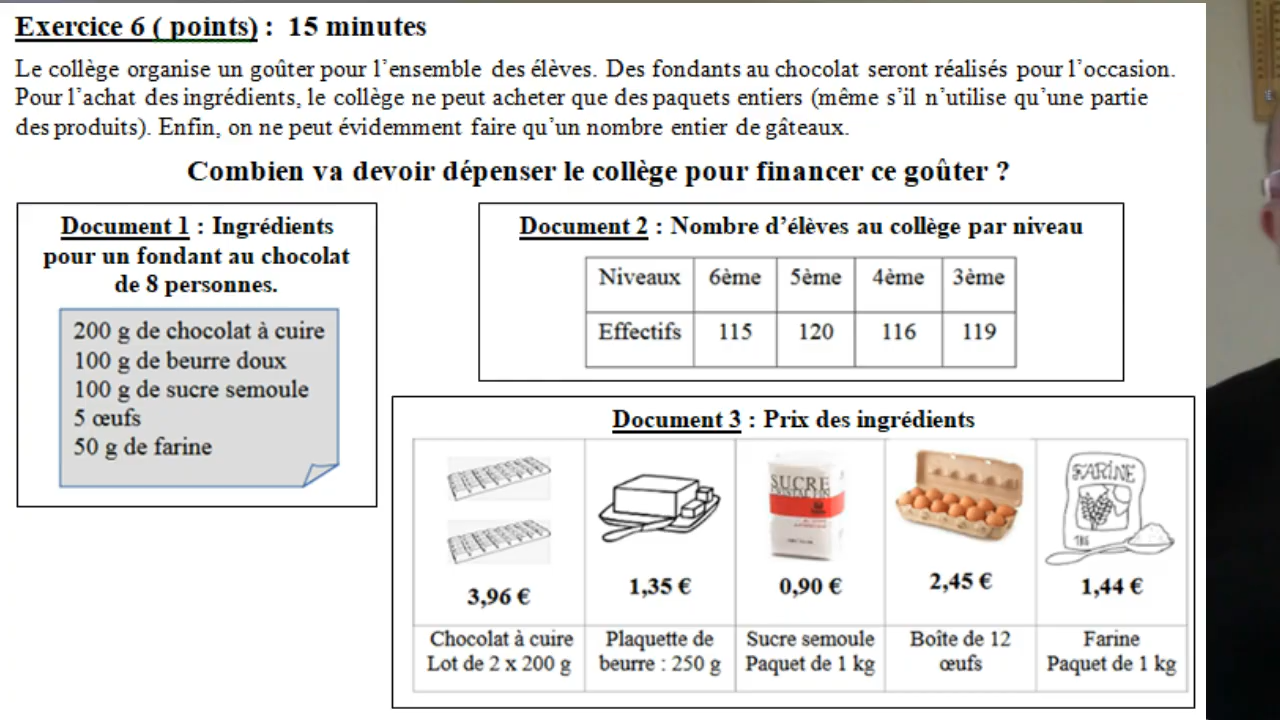 Exercice 6 ( points) : 15 minutes
Le collège organise un goûter pour l'ensemble des élèves. Des fondants au chocolat seront réalisés pour l'occasion.
Pour l'achat des ingrédients, le collège ne peut acheter que des paquets entiers (même s'il n'utilise qu'une partie
des produits). Enfin, on ne peut évidemment faire qu'un nombre entier de gâteaux.
Combien va devoir dépenser le collège pour financer ce goûter ?
Document 1 : Ingrédients
pour un fondant au chocolat
de 8 personnes.
200 g de chocolat à cuire
100 g de beurre doux
100 g de sucre semoule
5 œufs
50 g de farine
Document 2 : Nombre d'élèves au collège par niveau
Niveaux 6ème 5ème 4ème 3ème
Effectifs 115 120 116 119
Document 3 : Prix des ingrédients
SUCRE
FARINE
3,96 € 1,35 € 0,90 € 2,45 € 1,44 €
Chocolat à cuire Plaquette de Sucre semoule Boîte de 12 Farine
Lot de 2 x 200 g beurre : 250 g Paquet de 1 kg œufs Paquet de 1 kg